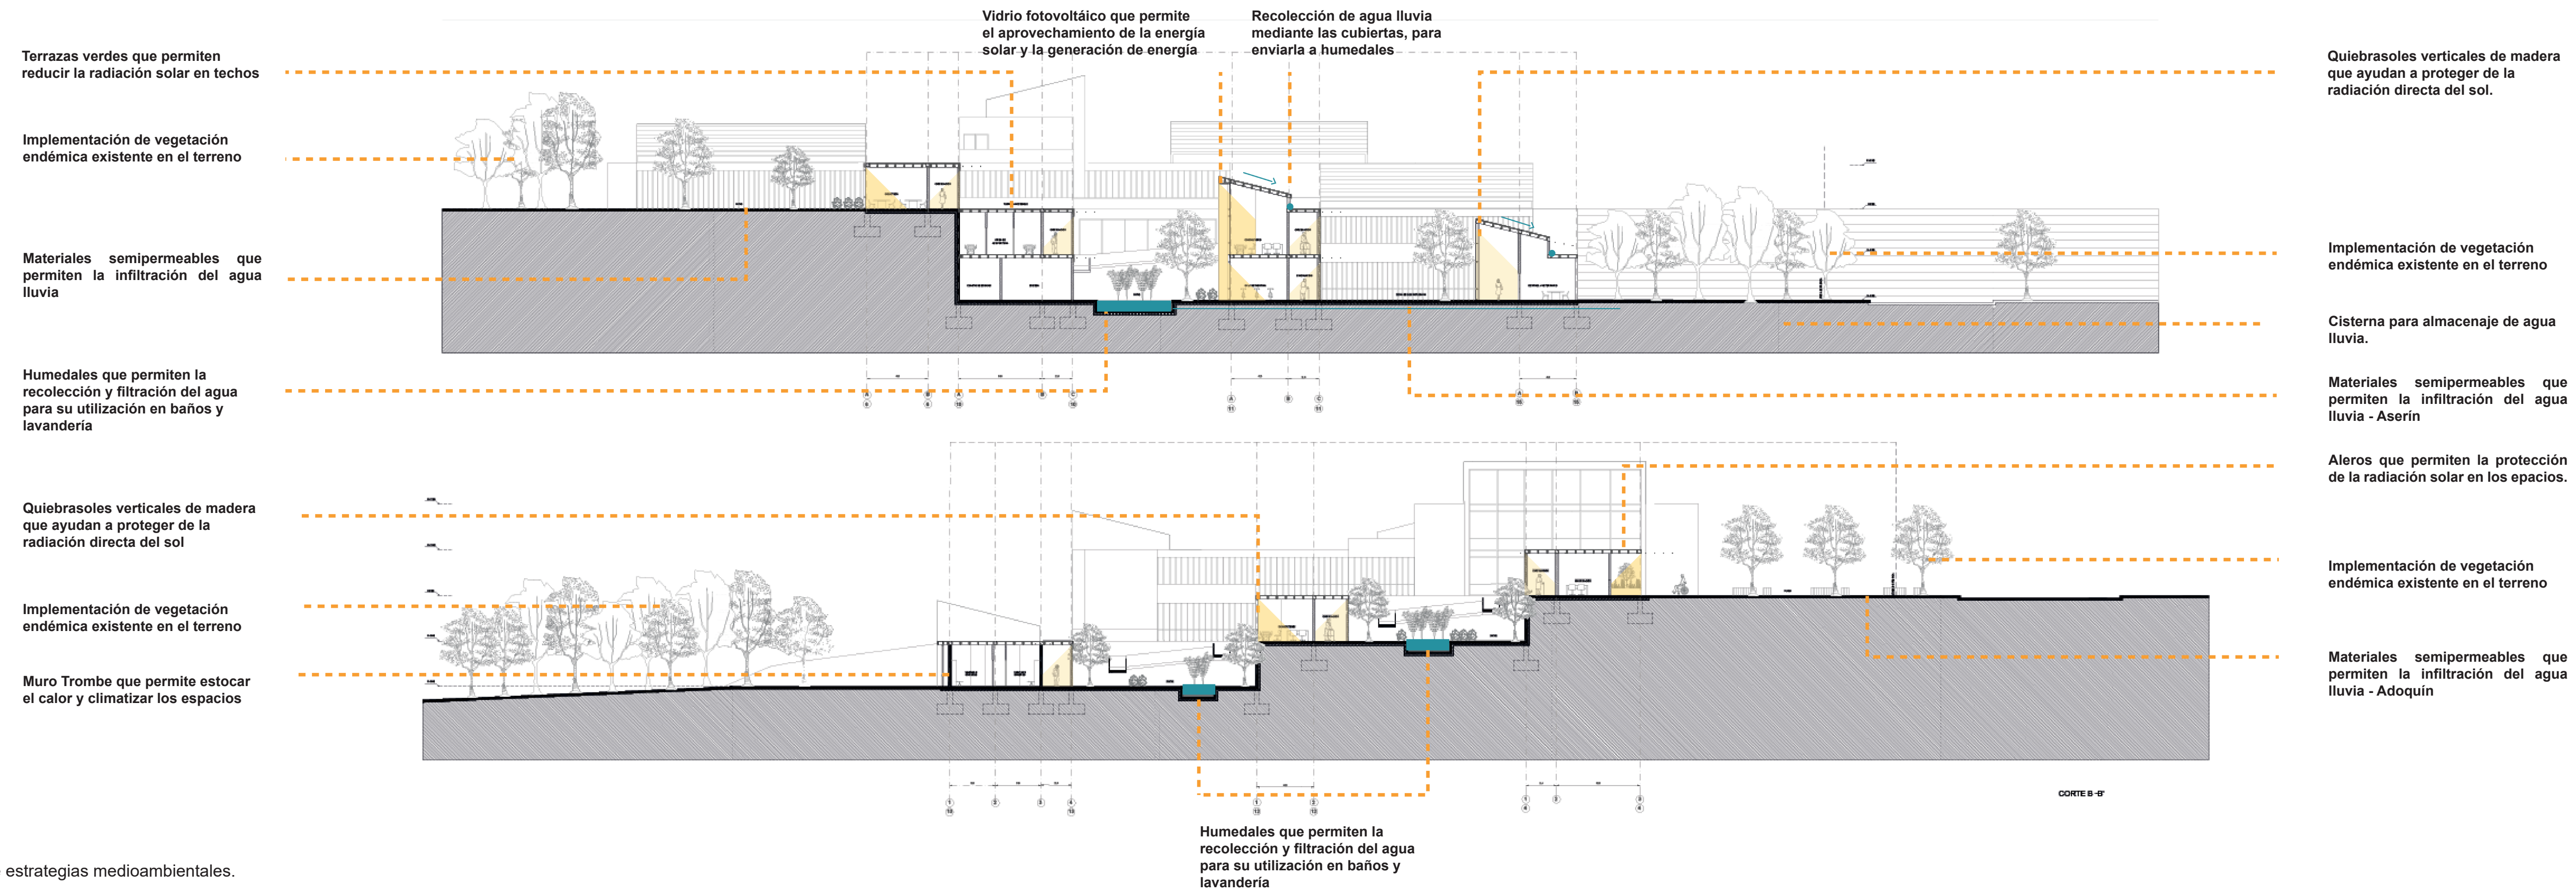 Vidrio fotovoltáico que permite
el aprovechamiento de la energía
solar y la generación de energía
Recolección de agua lluvia
mediante las cubiertas, para
enviarla a humedales
Terrazas verdes que permiten
reducir la radiación solar en techos
Implementación de vegetación
endémica existente en el terreno
Materiales semipermeables que
permiten la infiltración del agua
lluvia
Humedales que permiten la
recolección y filtración del agua
para su utilización en baños y
lavandería
Quiebrasoles verticales de madera
que ayudan a proteger de la
radiación directa del sol
Implementación de vegetación
endémica existente en el terreno
Muro Trombe que permite estocar
el calor y climatizar los espacios
Quiebrasoles verticales de madera
que ayudan a proteger de la
radiación directa del sol.
Implementación de vegetación
endémica existente en el terreno
Cisterna para almacenaje de agua
lluvia.
Materiales semipermeables que
permiten la infiltración del agua
lluvia - Aserín
Aleros que permiten la protección
de la radiación solar en los epacios.
Implementación de vegetación
endémica existente en el terreno
Materiales semipermeables que
permiten la infiltración del agua
lluvia - Adoquín
CORTE B -B'
Humedales que permiten la
recolección y filtración del agua
para su utilización en baños y
lavandería
estrategias medioambientales.